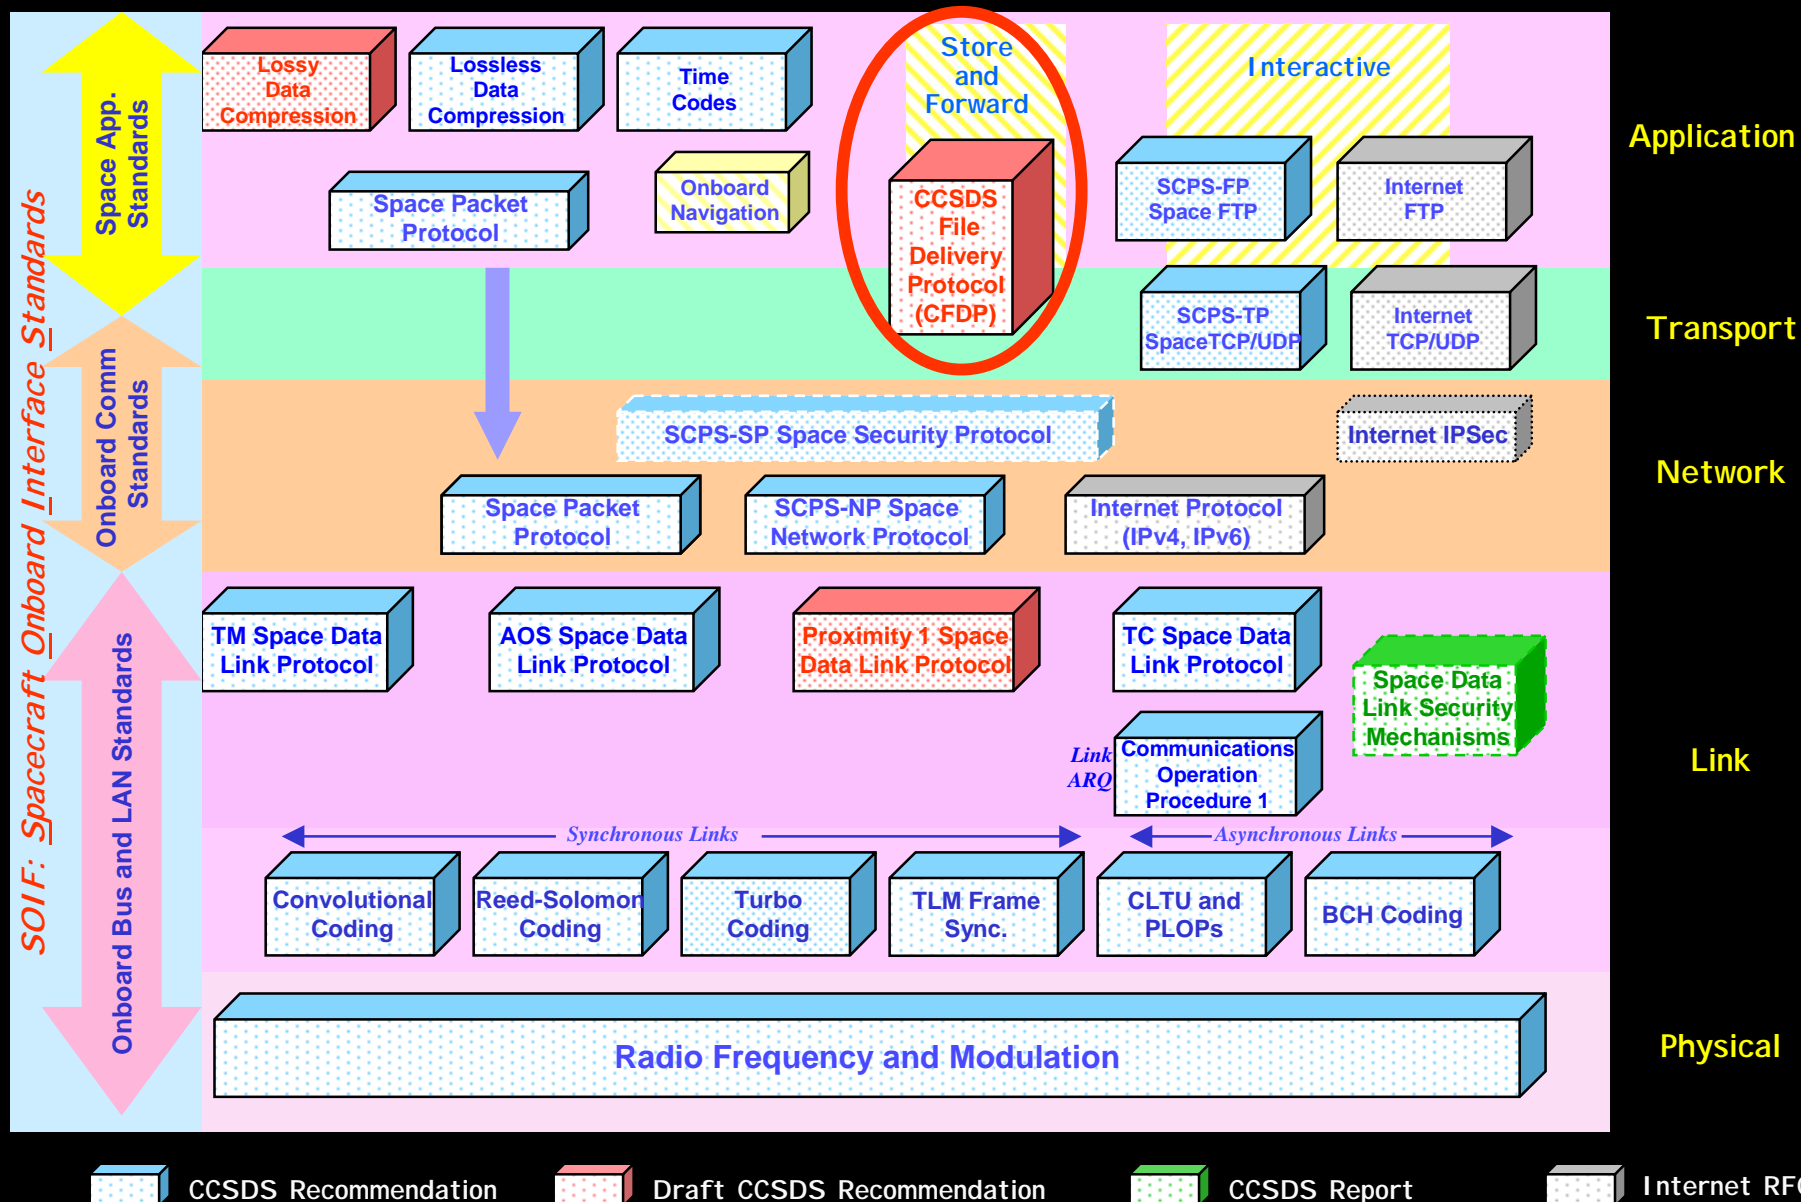 SOIF: Spacecraft Onboard Interface Standards
Space App.
Standards
Onboard Comm
Standards
Onboard Bus and LAN Standards
Lossy
Data
Compression
Lossless
Data
Compression
Time
Codes
Store
and
Forward
Interactive
Application
Space Packet
Protocol
Onboard
Navigation
CCSDS
File
Delivery
Protocol
(CFDP)
SCPS-FP
Space FTP
Internet
FTP
SCPS-TP
SpaceTCP/UDP
Internet
TCP/UDP
Transport
SCPS-SP Space Security Protocol
Internet IPSec
Network
Space Packet
Protocol
SCPS-NP Space
Network Protocol
Internet Protocol
(IPv4, IPv6)
TM Space Data
Link Protocol
AOS Space Data
Link Protocol
Proximity 1 Space
Data Link Protocol
TC Space Data
Link Protocol
Space Data
Link Security
Mechanisms
Link
ARQ
Communications
Operation
Procedure 1
Link
Synchronous Links
Asynchronous Links
Convolutional
Coding
Reed-Solomon
Coding
Turbo
Coding
TLM Frame
Sync.
CLTU and
PLOPs
BCH Coding
Radio Frequency and Modulation
Physical
CCSDS Recommendation
Draft CCSDS Recommendation
CCSDS Report
Internet RFC